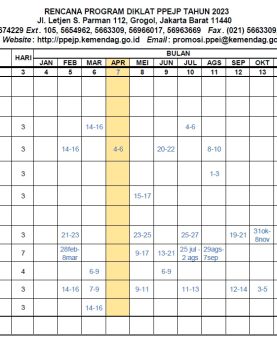 RENCANA PROGRAM DIKLAT PPEJP TAHUN 2023
Jl. Letjen S. Parman 112, Grogol, Jakarta Barat 11440
674229 Ext. 105, 5654962, 5663309, 56966017, 56963669 Fax. (021) 5663309,
Website: http://ppejp.kemendag.go.id Email: promosi.ppei@kemendag.go.id
HARI BULAN
JAN FEB MAR APR MEI JUN JUL AGS SEP OKT
4 5 6 7 8 9 10 11 12 13
3 14-16 4-6
3 14-16 4-6 20-22 8-10
3 1-3
3 15-17
3 21-23 23-25 25-27 19-21 31ok-8nov
7 28feb-8mar 9-17 13-21 25 jul - 2 ags 29ags-7sep
4 6-9 6-9
3 14-16 7-9 9-11 11-13 12-14 3-5
3 14-16